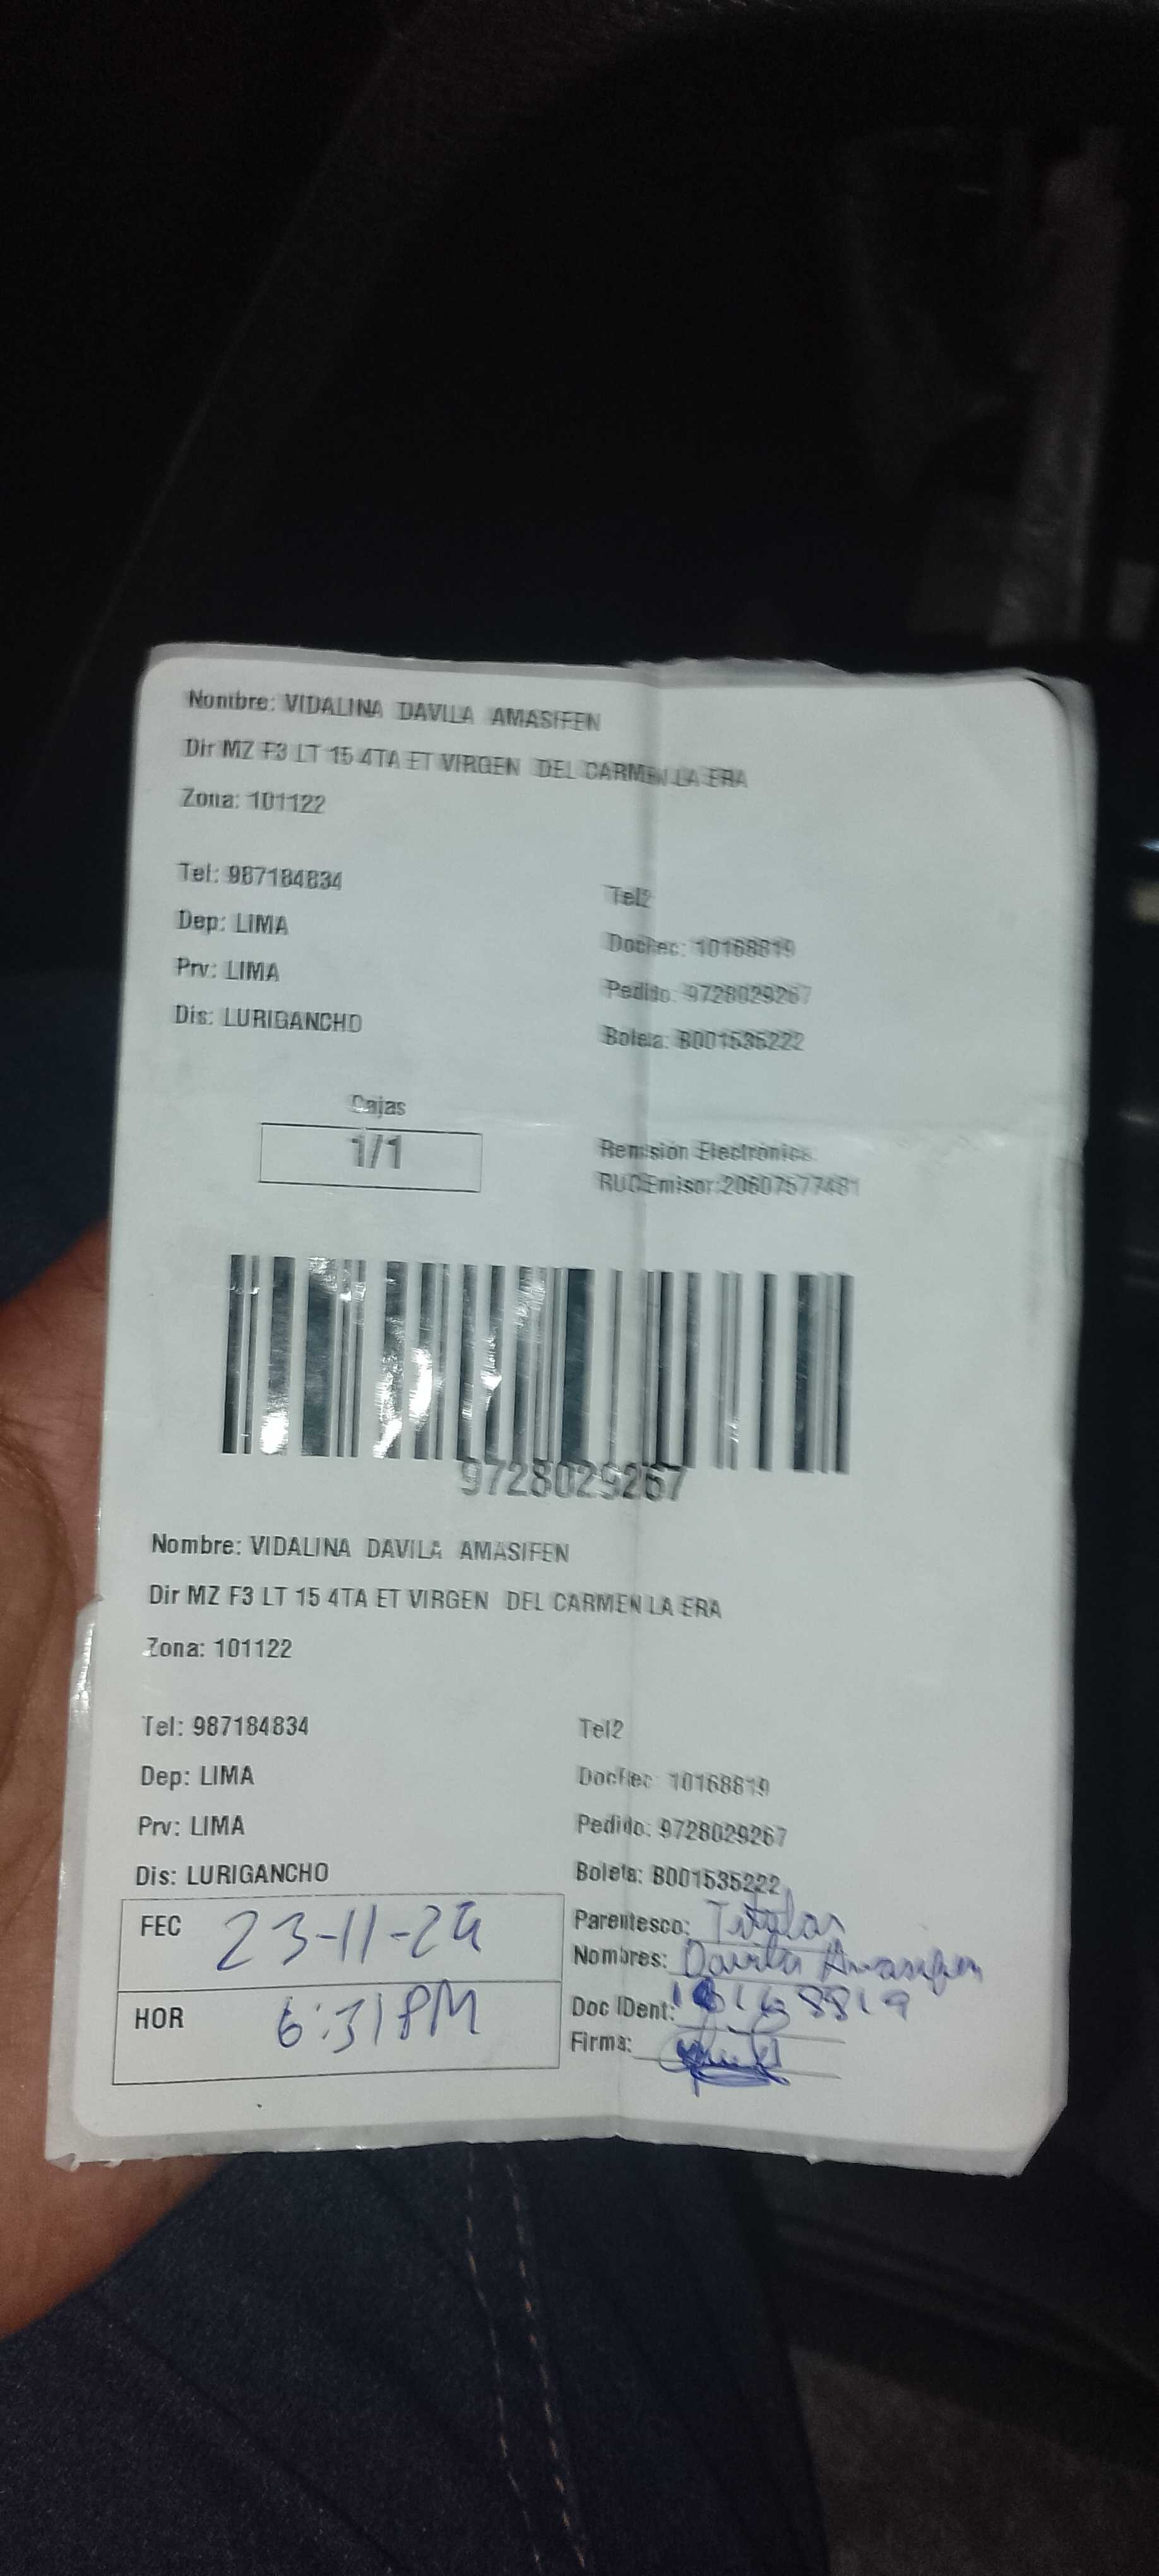 Nombre: VIDALINA DAVILA AMASIFEN
Dir MZ F3 LT 15 4TA ET VIRGEN DEL CARMEN LA ERA
Zona: 101122
Tel: 987184834 Tel2
Dep: LIMA DocRec: 10168819
Prv: LIMA Pedido: 9728029267
Dis: LURIGANCHO Boleta: B001535222
Cajas
1/1
Remisión Electrónica
RUCEmisor:20607577481
9728029267
Nombre: VIDALINA DAVILA AMASIFEN
Dir MZ F3 LT 15 4TA ET VIRGEN DEL CARMEN LA ERA
Zona: 101122
Tel: 987184834 Tel2
Dep: LIMA DocRec: 10168819
Prv: LIMA Pedido: 9728029267
Dis: LURIGANCHO Boleta: B001535222
FEC 23-11-24
HOR 6:31PM
Parentesco: Titular
Nombres: Davila Amasifen
Doc IDent: 10168819
Firma: